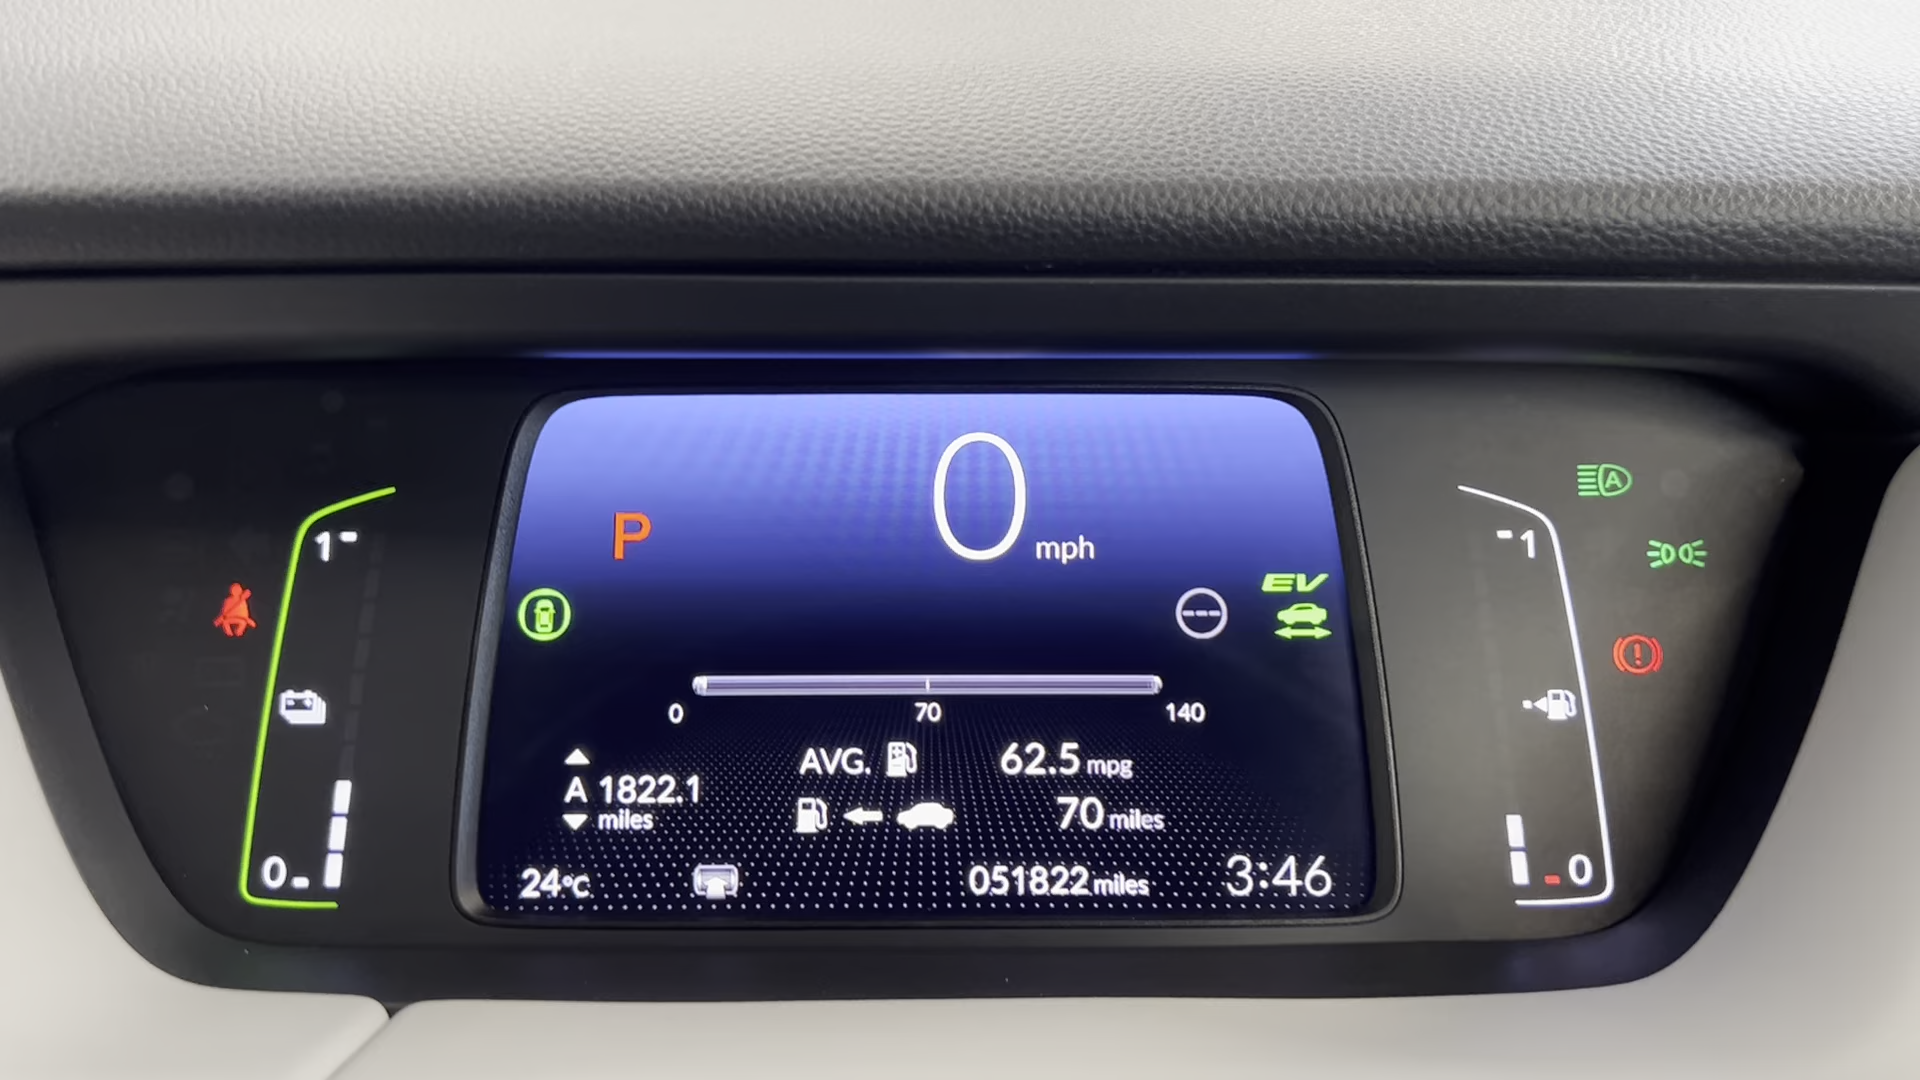 0 mph
P
A
1
1
EV
0 70 140
AVG. 62.5 mpg
A 1822.1
miles
70 miles
0
0
24°C
051822 miles
3:46